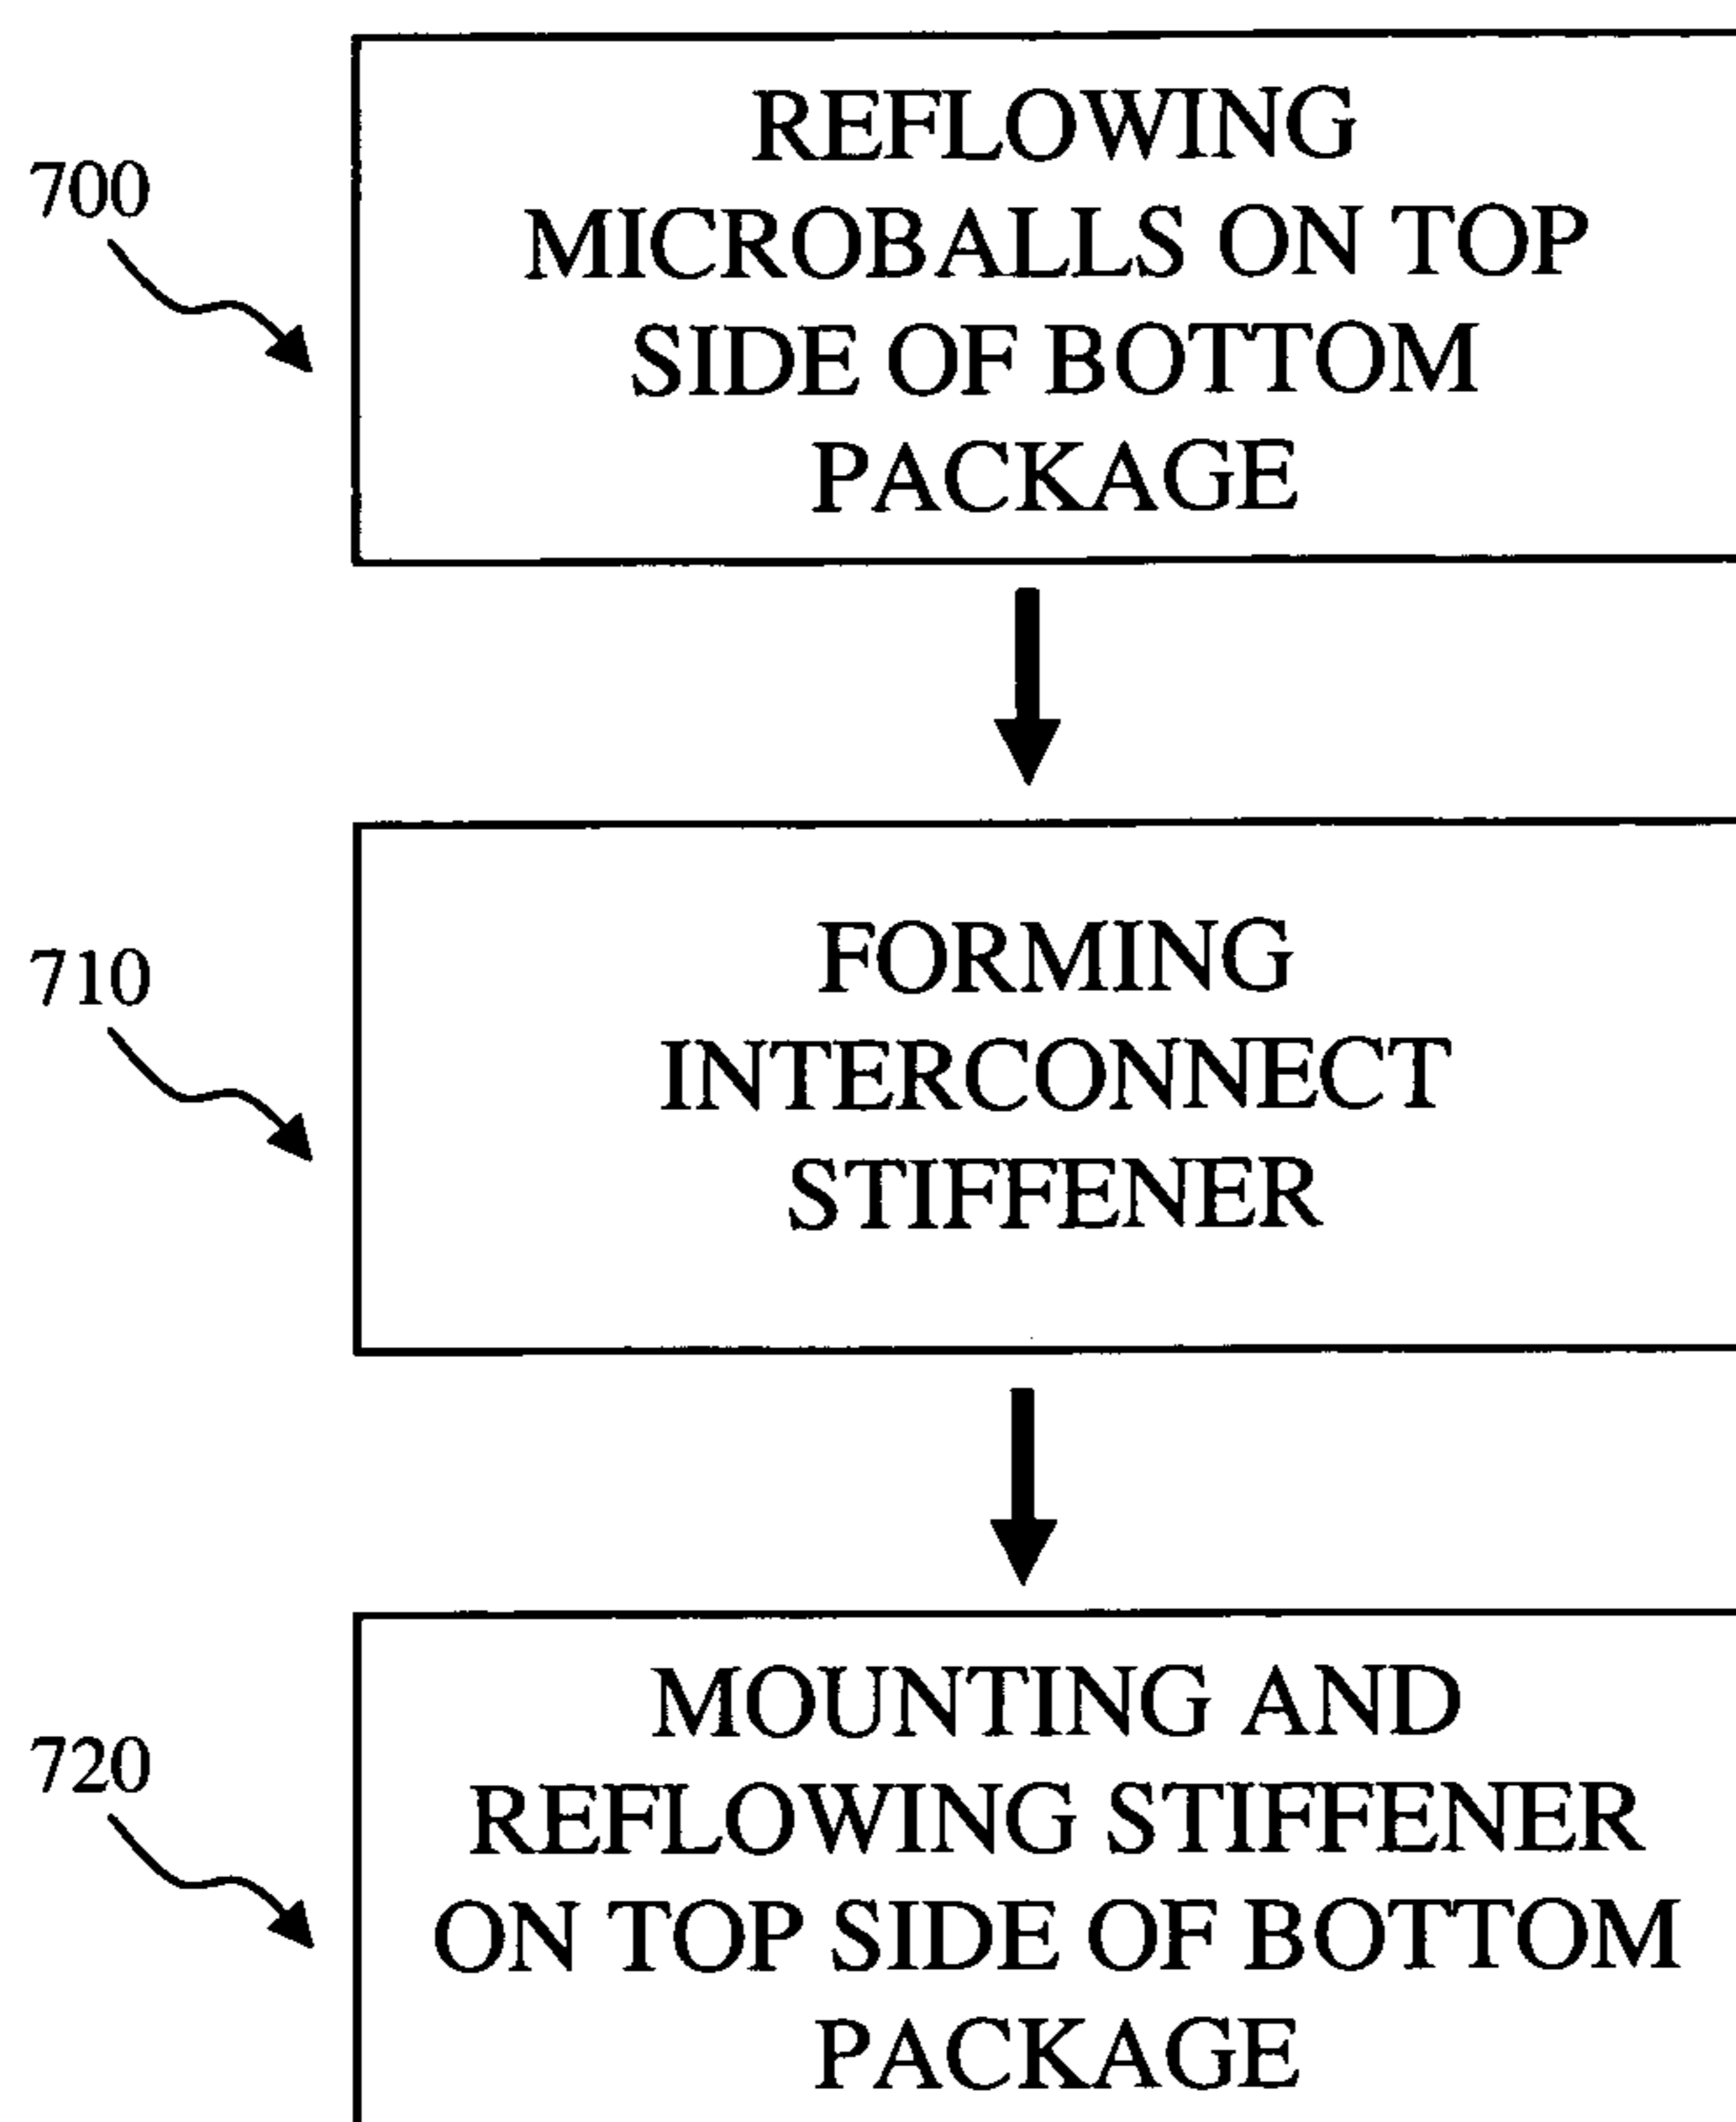 700
REFLOWING
MICROBALLS ON TOP
SIDE OF BOTTOM
PACKAGE
710
FORMING
INTERCONNECT
STIFFENER
720
MOUNTING AND
REFLOWING STIFFENER
ON TOP SIDE OF BOTTOM
PACKAGE